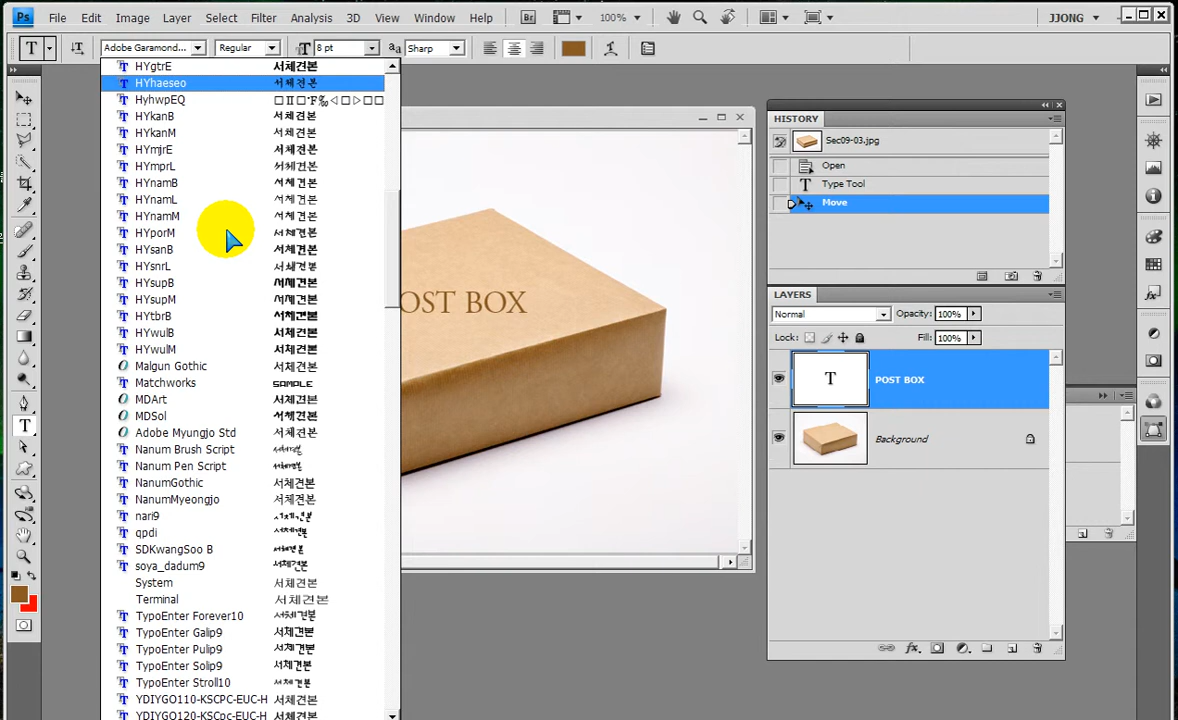 Ps File Edit Image Layer Select Filter Analysis 3D View Window Help Br 100% JJONG
T Adobe Garamond... Regular T 8 pt aa Sharp
HYgtrE 서체견본
HYhaeseo 서체견본
HyhwpEQ
HYkanB 서체견본
HYkanM 서체견본
HYmjrE 서체견본
HYmprL 서체견본
HYnamB 서체견본
HYnamL 서체견본
HYnamM 서체견본
HYporM 서체견본
HYsanB 서체견본
HYsnrL 서체견본
HYsupB 서체견본
HYsupM 서체견본
HYtbrB 서체견본
HYwulB 서체견본
HYwulM 서체견본
Malgun Gothic 서체견본
Matchworks SAMPLE
MDArt 서체견본
MDSol 서체견본
Adobe Myungjo Std 서체견본
Nanum Brush Script 서체견본
Nanum Pen Script 서체견본
NanumGothic 서체견본
NanumMyeongjo 서체견본
nari9 서체견본
qpdi 서체견본
SDKwangSoo B 서체견본
soya_dadum9 서체견본
System 서체견본
Terminal 서체견본
TypoEnter Forever10 서체견본
TypoEnter Galip9 서체견본
TypoEnter Pulip9 서체견본
TypoEnter Solip9 서체견본
TypoEnter Stroll10 서체견본
YDIYGO110-KSCPC-EUC-H 서체견본
YDIYGO120-KSCpc-EUC-H 서체견본
OST BOX
HISTORY
Sec09-03.jpg
Open
T Type Tool
Move
LAYERS
Normal Opacity: 100%
Lock: Fill: 100%
T POST BOX
Background